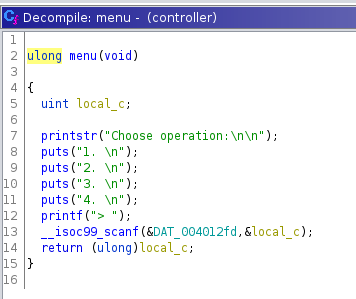 Decompile: menu - (controller)
1
2 ulong menu(void)
3
4 {
5 uint local_c;
6
7 printstr("Choose operation:\n\n");
8 puts("1. \n");
9 puts("2. \n");
10 puts("3. \n");
11 puts("4. \n");
12 printf("> ");
13 __isoc99_scanf(&DAT_004012fd,&local_c);
14 return (ulong)local_c;
15 }
16